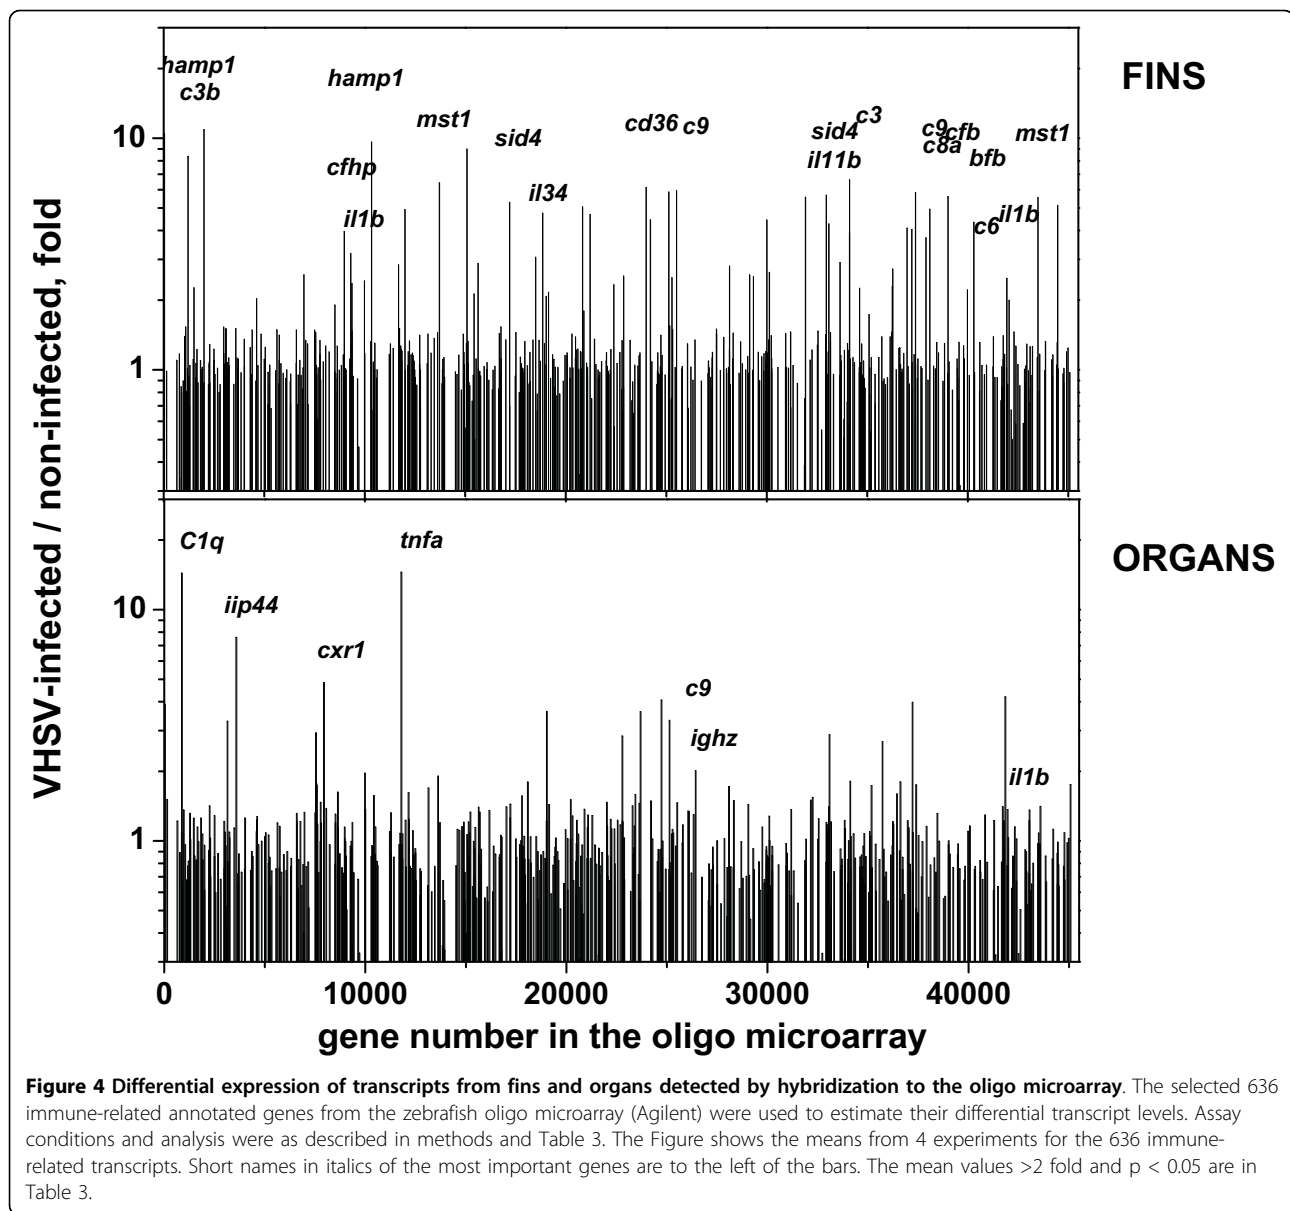 hamp1
c3b
hamp1
mst1
cfhp
il1b
sid4
il34
cd36
c9
sid4
il11b
c3
c9
cfb
c8a
bfb
mst1
c6
il1b
FINS
10
1
VHSV-infected / non-infected, fold
C1q
iip44
cxr1
tnfa
c9
ighz
il1b
ORGANS
10
1
0 10000 20000 30000 40000
gene number in the oligo microarray
Figure 4 Differential expression of transcripts from fins and organs detected by hybridization to the oligo microarray. The selected 636
immune-related annotated genes from the zebrafish oligo microarray (Agilent) were used to estimate their differential transcript levels. Assay
conditions and analysis were as described in methods and Table 3. The Figure shows the means from 4 experiments for the 636 immune-
related transcripts. Short names in italics of the most important genes are to the left of the bars. The mean values >2 fold and p < 0.05 are in
Table 3.